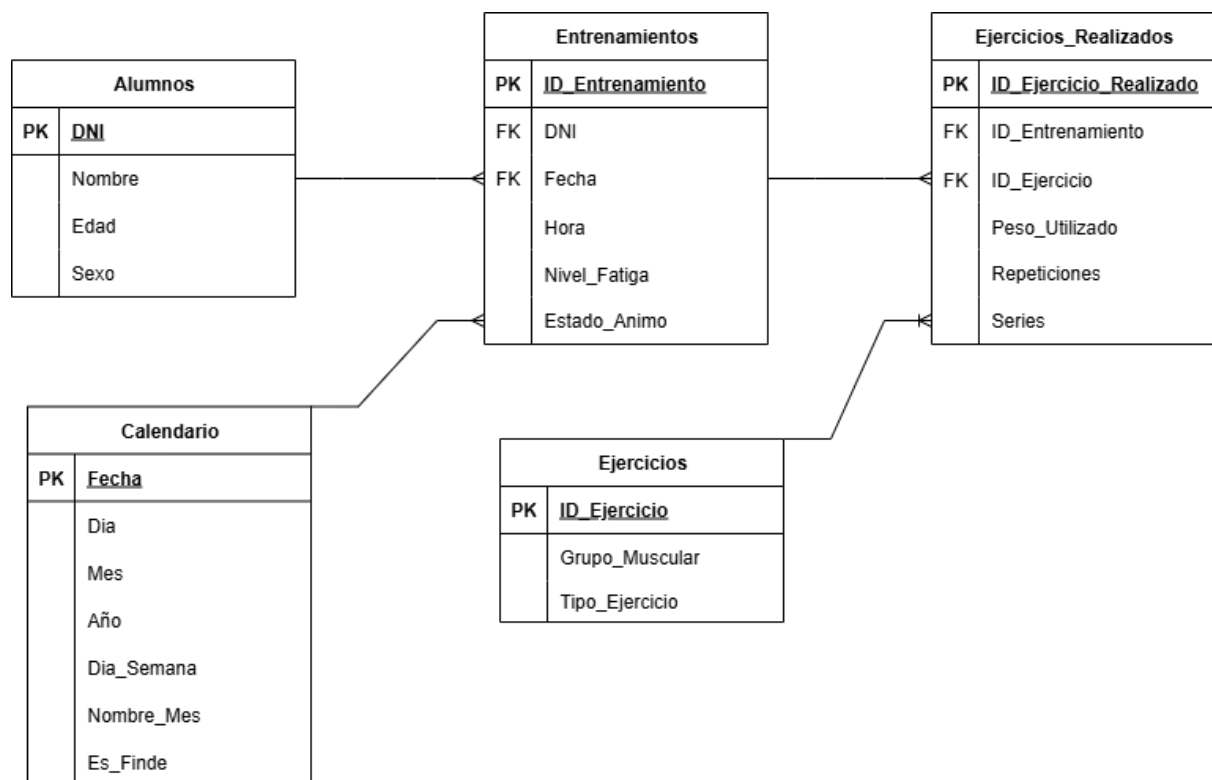 Alumnos
PK DNI
Nombre
Edad
Sexo
Entrenamientos
PK ID_Entrenamiento
FK DNI
FK Fecha
Hora
Nivel_Fatiga
Estado_Animo
Ejercicios_Realizados
PK ID_Ejercicio_Realizado
FK ID_Entrenamiento
FK ID_Ejercicio
Peso_Utilizado
Repeticiones
Series
Calendario
PK Fecha
Dia
Mes
Año
Dia_Semana
Nombre_Mes
Es_Finde
Ejercicios
PK ID_Ejercicio
Grupo_Muscular
Tipo_Ejercicio